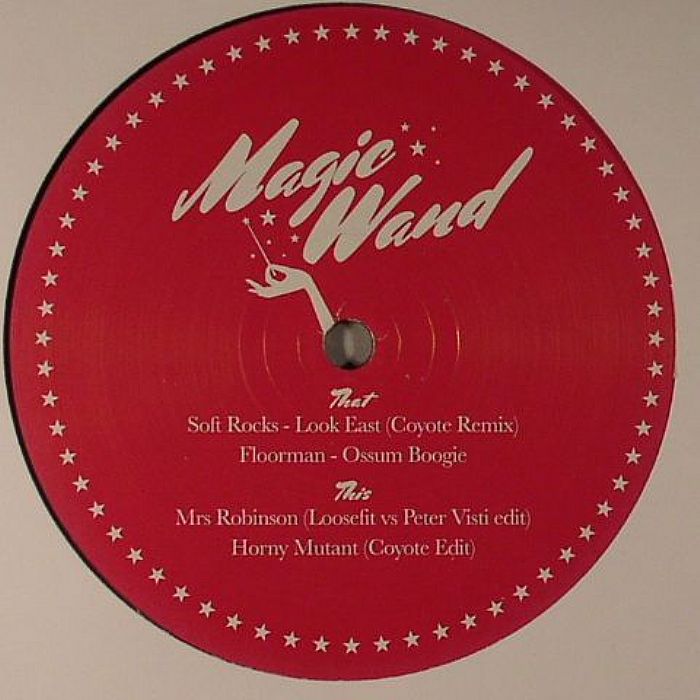 Magic
Wand
That
Soft Rocks - Look East (Coyote Remix)
Floorman - Ossum Boogie
This
Mrs Robinson (Loosefit vs Peter Visti edit)
Horny Mutant (Coyote Edit)